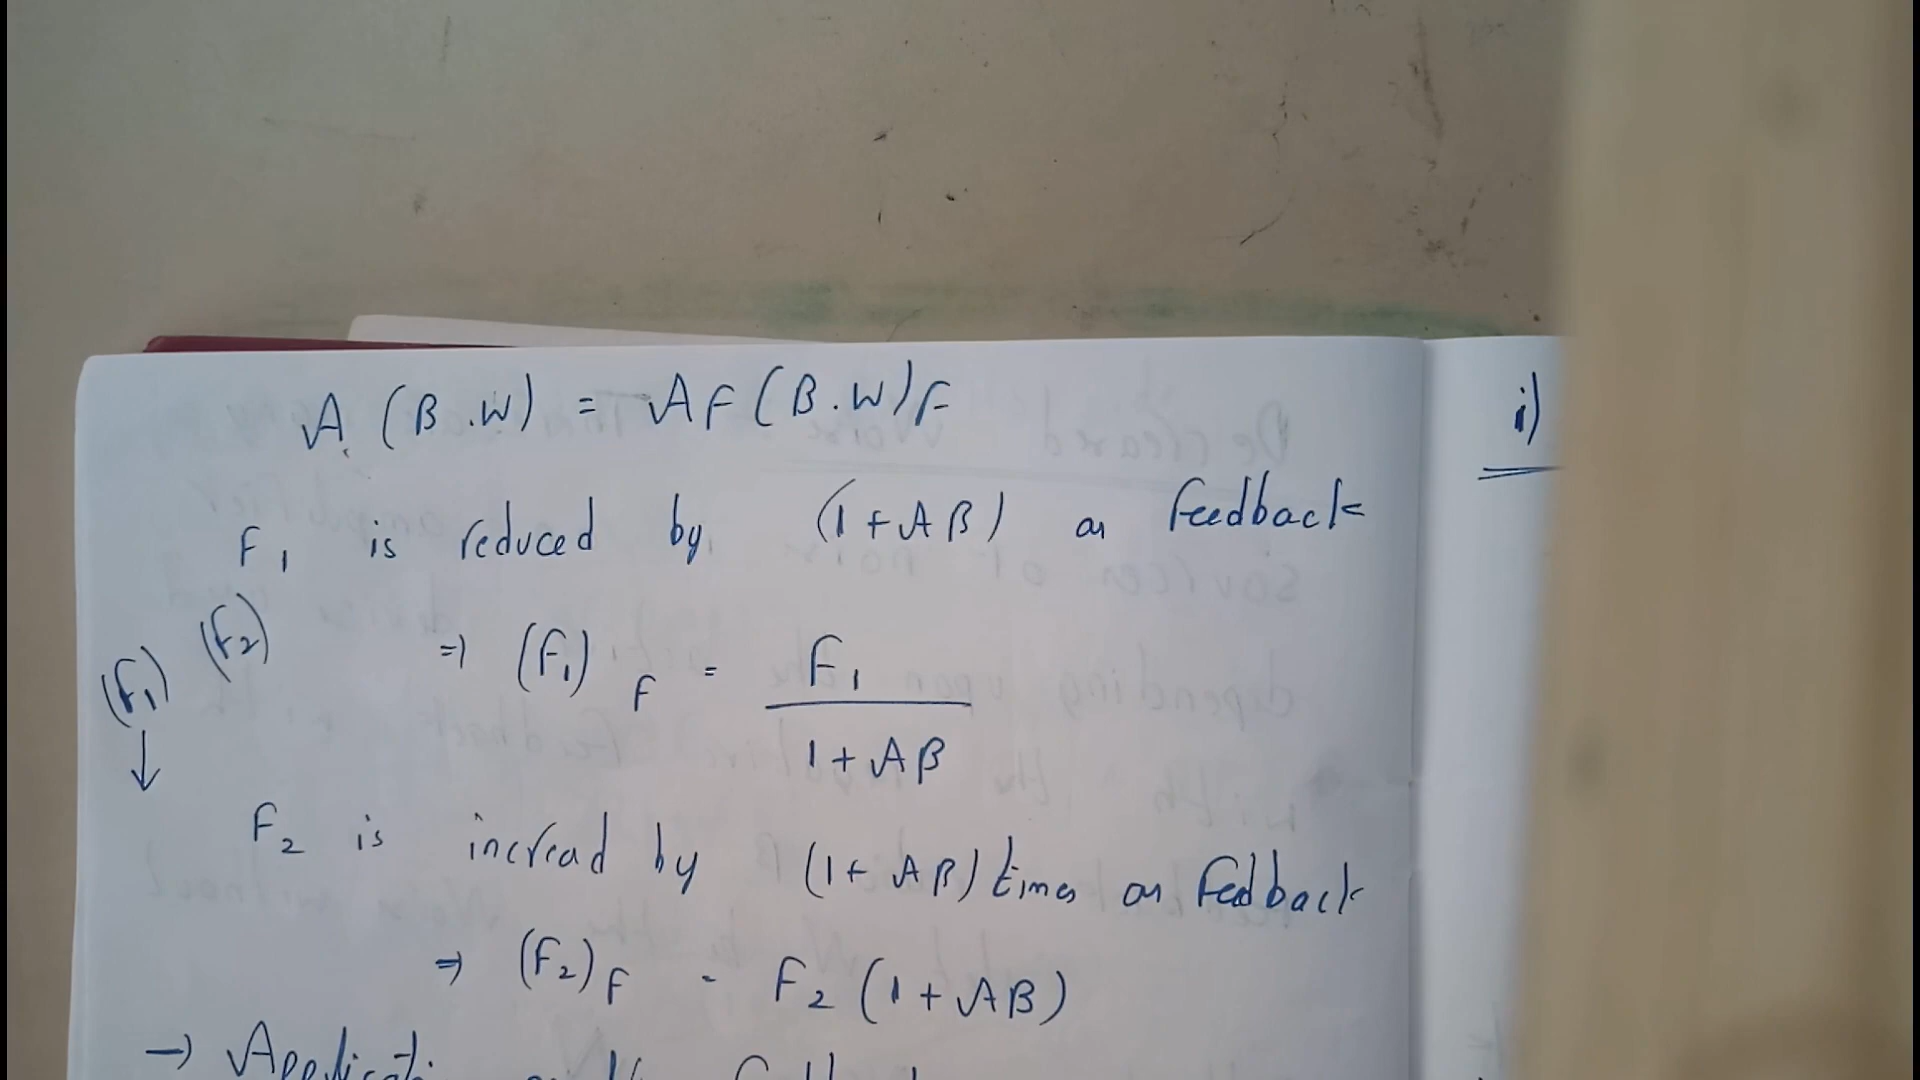 A (B.W) = AF (B.W)F
i)
F1 is reduced by (1+Aβ) as feedback
(F1) (F2) => (F1)F = F1 / 1+Aβ
↓
F2 is incread by (1+Aβ) times as Feedback
=> (F2)F = F2 (1+Aβ)
→